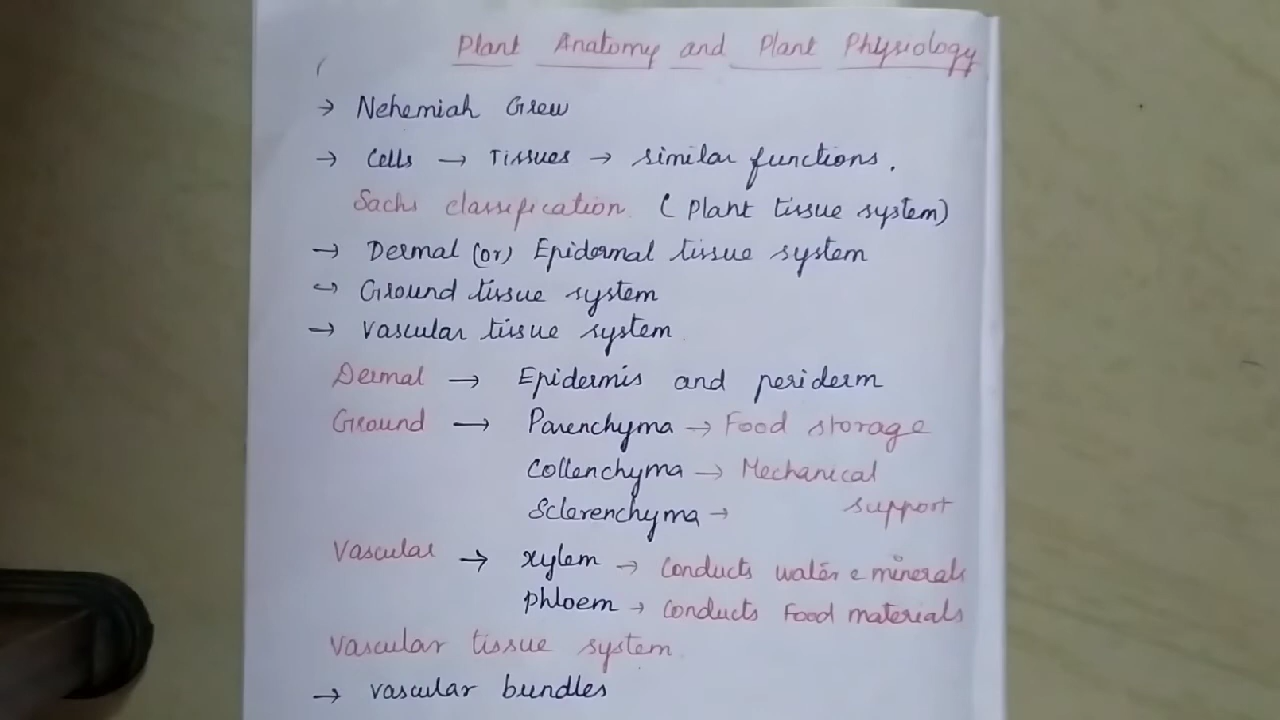 Plant Anatomy and Plant Physiology
→ Nehemiah Grew
→ Cells → Tissues → similar functions.
Sachs classification. (Plant tissue system)
→ Dermal (or) Epidermal tissue system
→ Ground tissue system
→ Vascular tissue system
Dermal → Epidermis and periderm
Ground → Parenchyma → Food storage
Collenchyma → Mechanical
Sclerenchyma → support
Vascular → xylem → conducts water & minerals
phloem → conducts Food materials
Vascular tissue system
→ vascular bundles